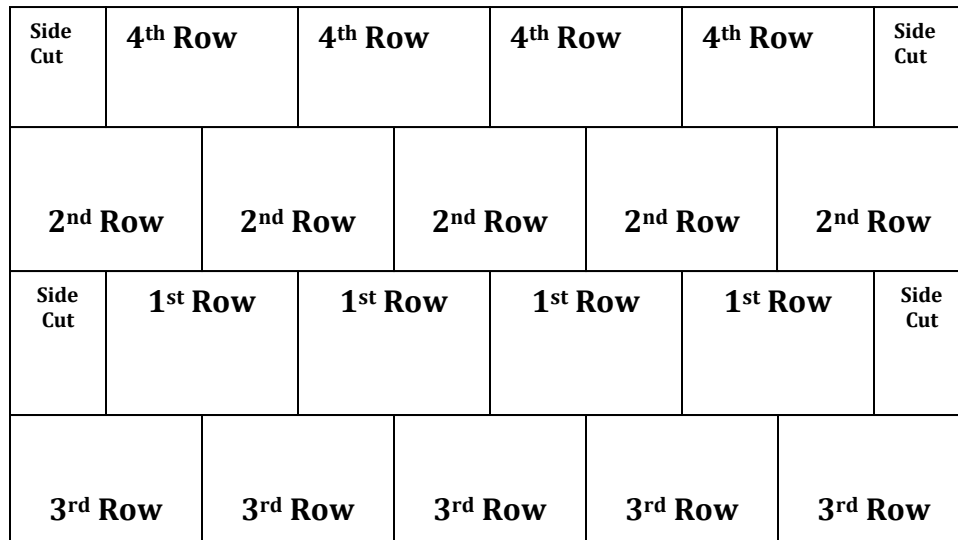 Side Cut 4th Row 4th Row 4th Row 4th Row Side Cut
2nd Row 2nd Row 2nd Row 2nd Row 2nd Row
Side Cut 1st Row 1st Row 1st Row 1st Row Side Cut
3rd Row 3rd Row 3rd Row 3rd Row 3rd Row